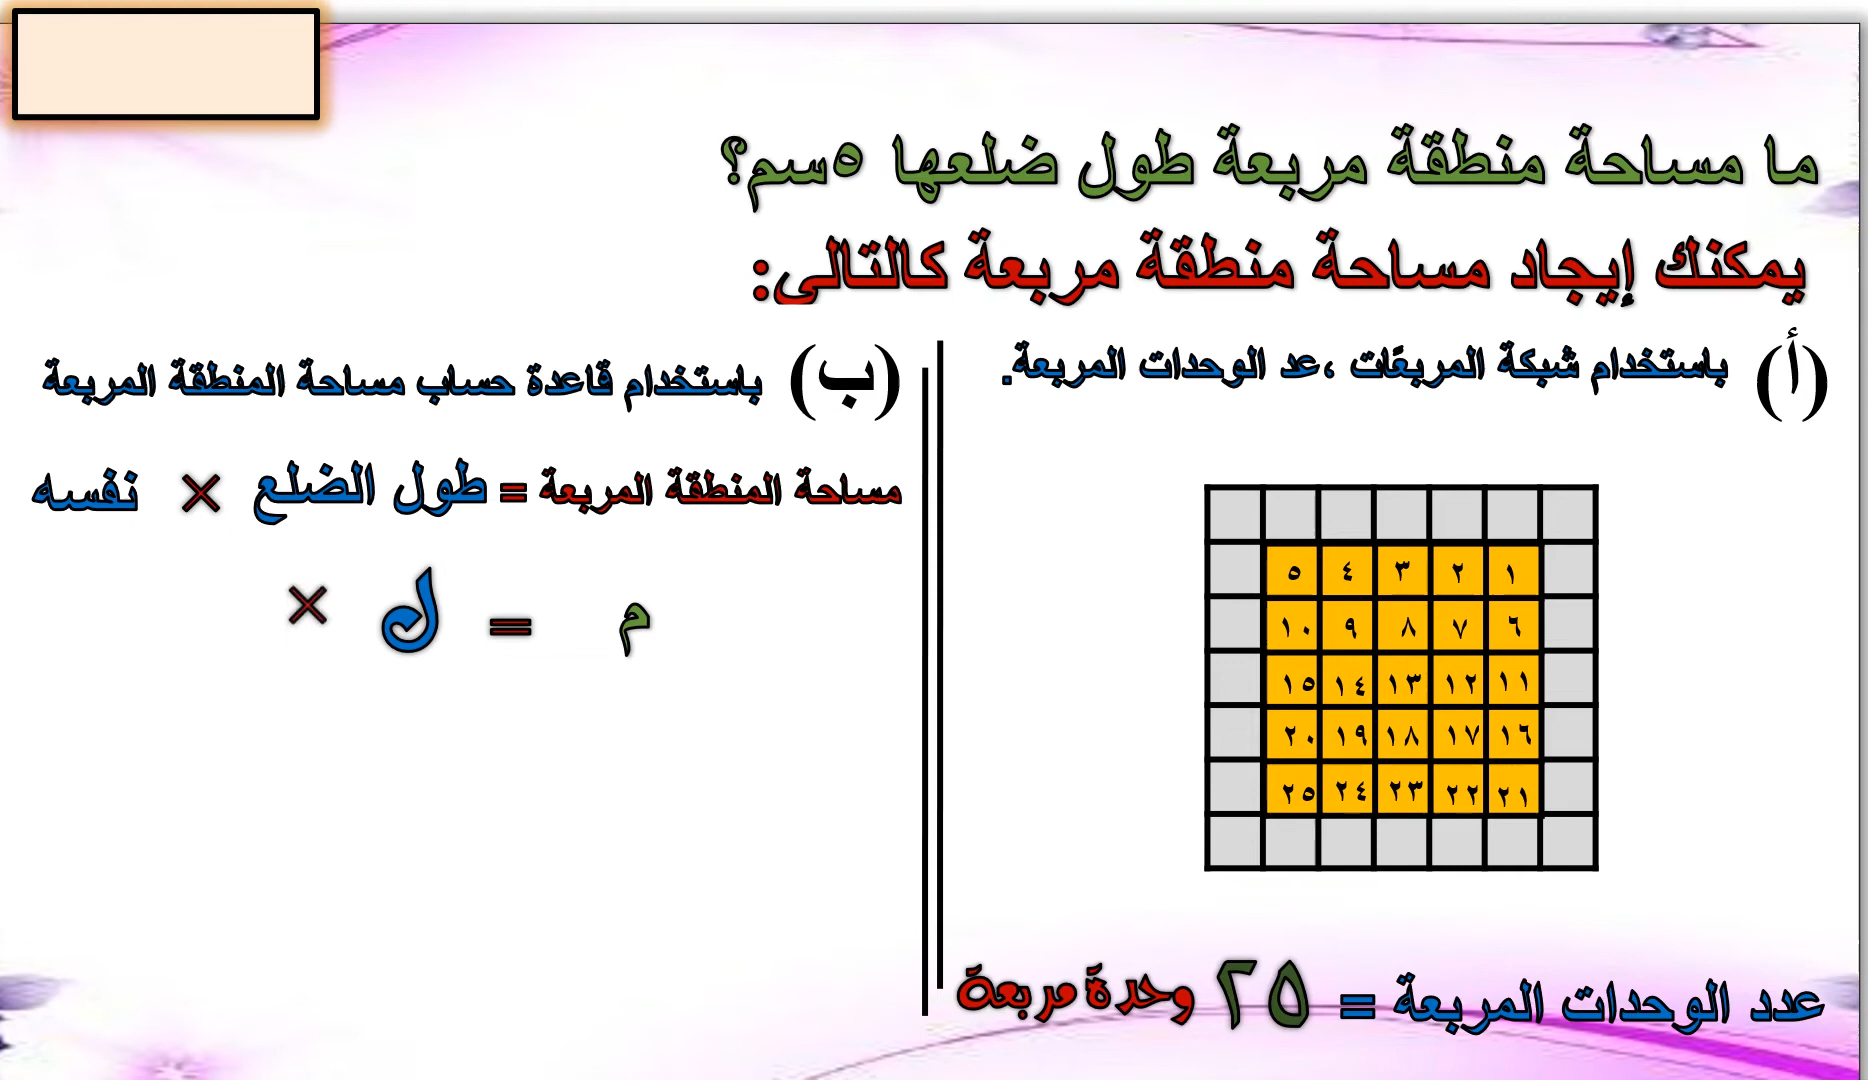 ما مساحة منطقة مربعة طول ضلعها ٥سم؟
يمكنك إيجاد مساحة منطقة مربعة كالتالى:
(أ) باستخدام شبكة المربعًات ،عد الوحدات المربعة.
١ ٢ ٣ ٤ ٥
٦ ٧ ٨ ٩ ١٠
١١ ١٢ ١٣ ١٤ ١٥
١٦ ١٧ ١٨ ١٩ ٢٠
٢١ ٢٢ ٢٣ ٢٤ ٢٥
عدد الوحدات المربعة = ٢٥ وحدة مربعة
(ب) باستخدام قاعدة حساب مساحة المنطقة المربعة
مساحة المنطقة المربعة = طول الضلع × نفسه
م = ل ×